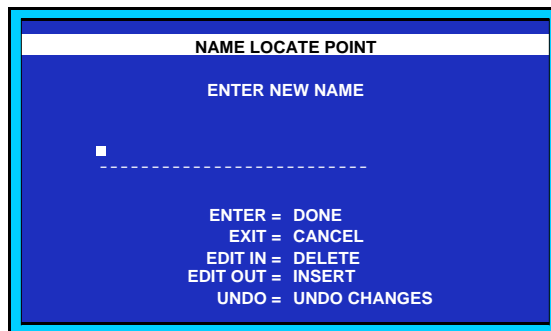 NAME LOCATE POINT
ENTER NEW NAME
ENTER = DONE
EXIT = CANCEL
EDIT IN = DELETE
EDIT OUT = INSERT
UNDO = UNDO CHANGES